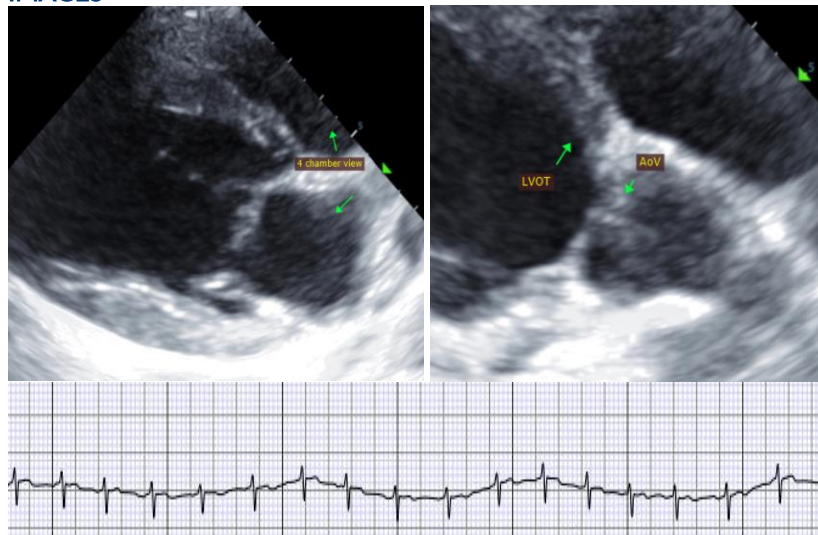 IMAGES
4 chamber view
S
LVOT
AoV
S